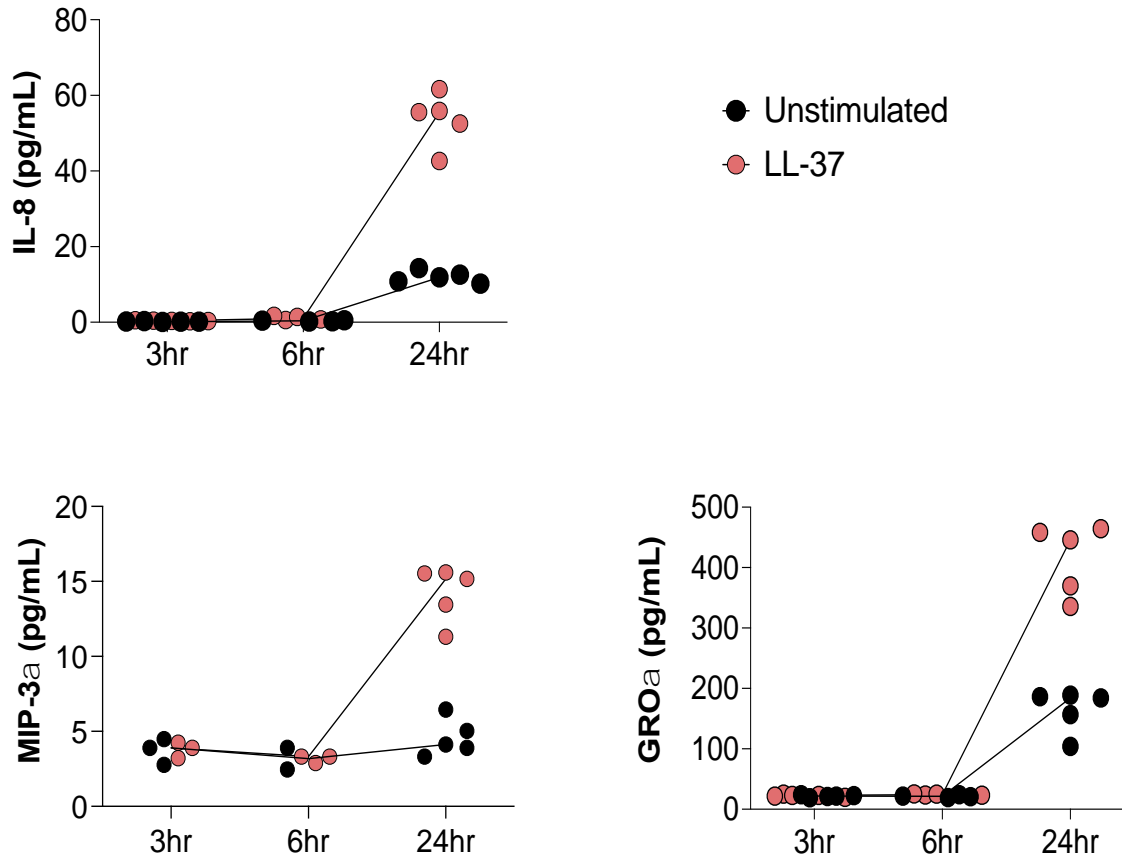 IL-8 (pg/mL)
80
60
40
20
0
3hr
6hr
24hr
Unstimulated
LL-37
MIP-3a (pg/mL)
20
15
10
5
0
3hr
6hr
24hr
GROa (pg/mL)
500
400
300
200
100
0
3hr
6hr
24hr